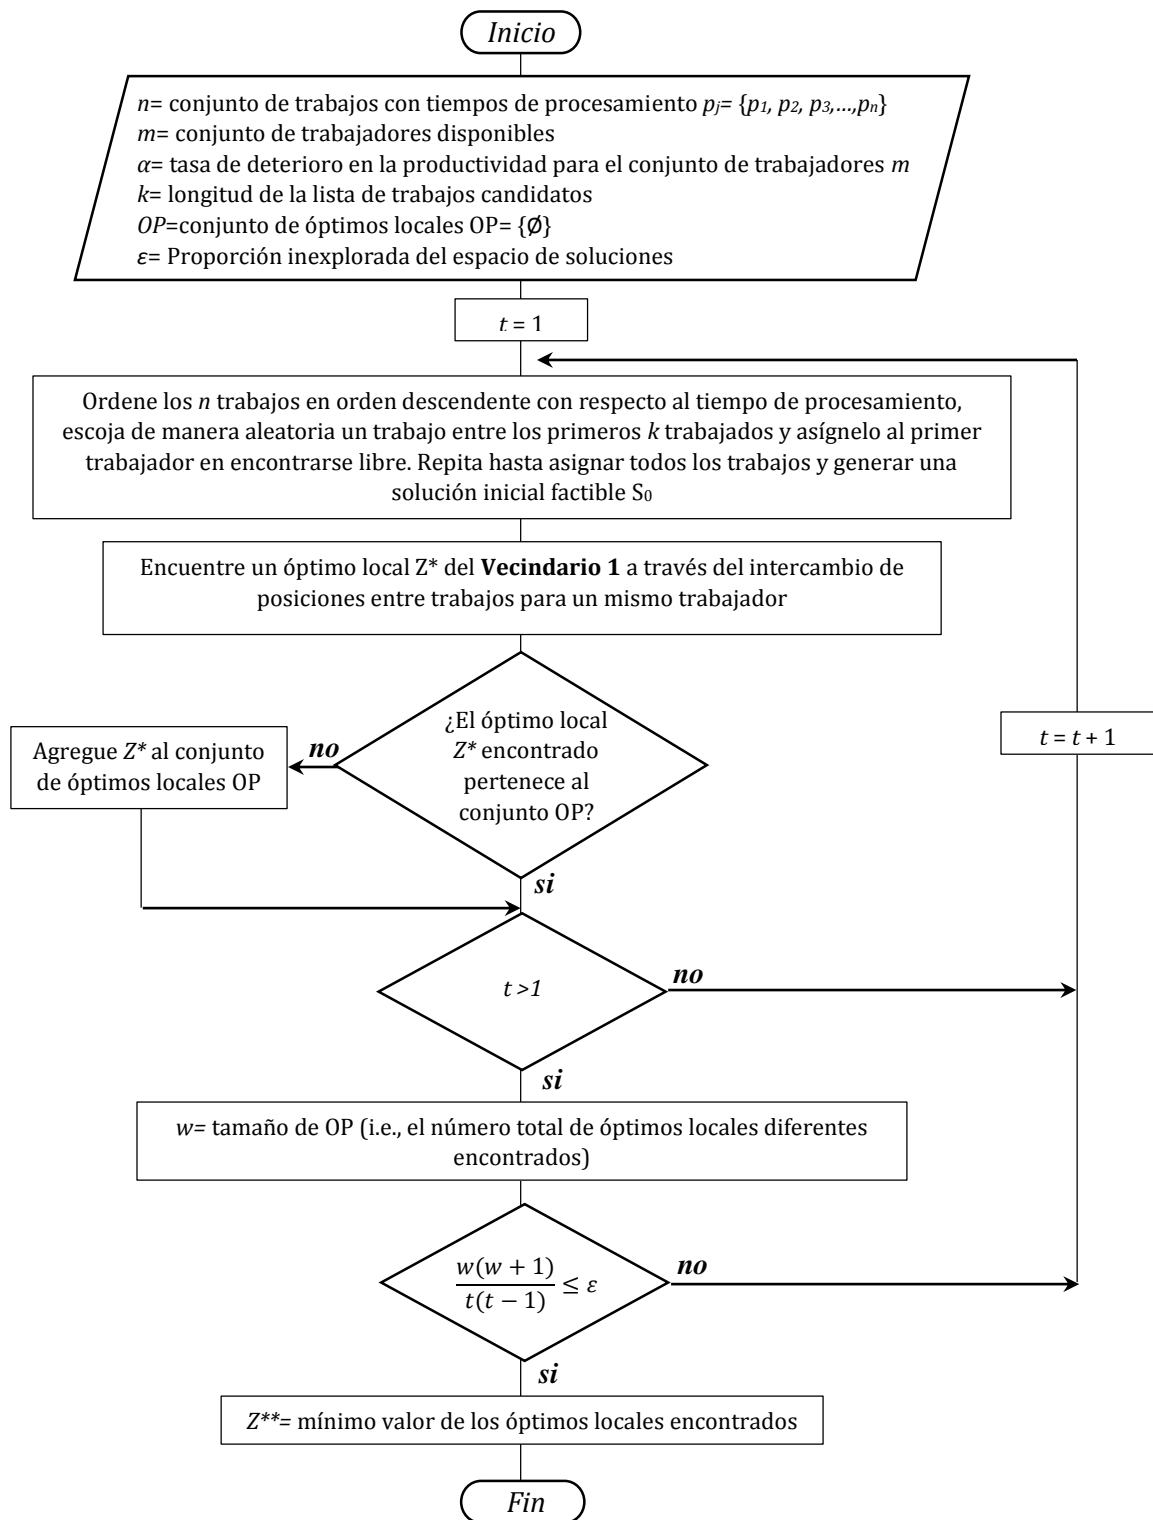 Inicio
n= conjunto de trabajos con tiempos de procesamiento pj= {p1, p2, p3,...,pn}
m= conjunto de trabajadores disponibles
α= tasa de deterioro en la productividad para el conjunto de trabajadores m
k= longitud de la lista de trabajos candidatos
OP=conjunto de óptimos locales OP= {Ø}
ε= Proporción inexplorada del espacio de soluciones
t = 1
Ordene los n trabajos en orden descendente con respecto al tiempo de procesamiento,
escoja de manera aleatoria un trabajo entre los primeros k trabajados y asígnelo al primer
trabajador en encontrarse libre. Repita hasta asignar todos los trabajos y generar una
solución inicial factible S0
Encuentre un óptimo local Z* del Vecindario 1 a través del intercambio de
posiciones entre trabajos para un mismo trabajador
¿El óptimo local
Z* encontrado
pertenece al
conjunto OP?
no
Agregue Z* al conjunto
de óptimos locales OP
t = t + 1
si
t >1
no
si
w= tamaño de OP (i.e., el número total de óptimos locales diferentes
encontrados)
w(w + 1)
t(t − 1)
≤ ε
no
si
Z**= mínimo valor de los óptimos locales encontrados
Fin